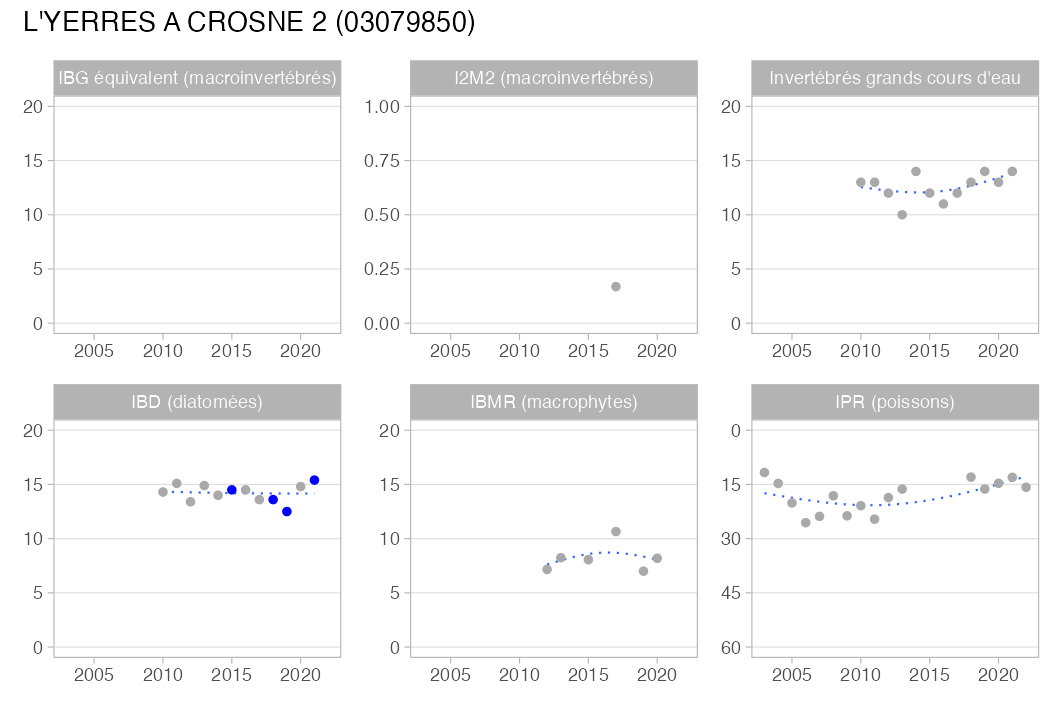 L'YERRES A CROSNE 2 (03079850)
IBG équivalent (macroinvertébrés)
20
15
10
5
0
2005 2010 2015 2020
I2M2 (macroinvertébrés)
1.00
0.75
0.50
0.25
0.00
2005 2010 2015 2020
Invertébrés grands cours d'eau
20
15
10
5
0
2005 2010 2015 2020
IBD (diatomées)
20
15
10
5
0
2005 2010 2015 2020
IBMR (macrophytes)
20
15
10
5
0
2005 2010 2015 2020
IPR (poissons)
0
15
30
45
60
2005 2010 2015 2020